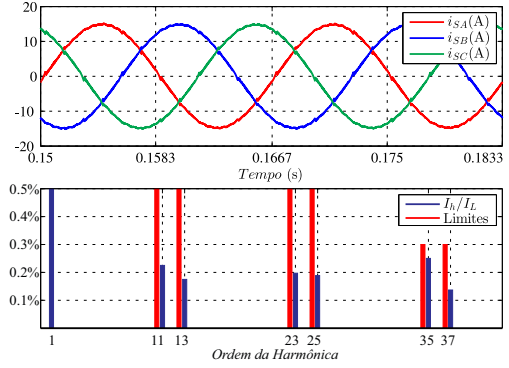 20
10
0
-10
-20
i_SA(A)
i_SB(A)
i_SC(A)
0.15 0.1583 0.1667 0.175 0.1833
Tempo (s)
0.5%
0.4%
0.3%
0.2%
0.1%
I_h/I_L
Limites
1 11 13 23 25 35 37
Ordem da Harmônica